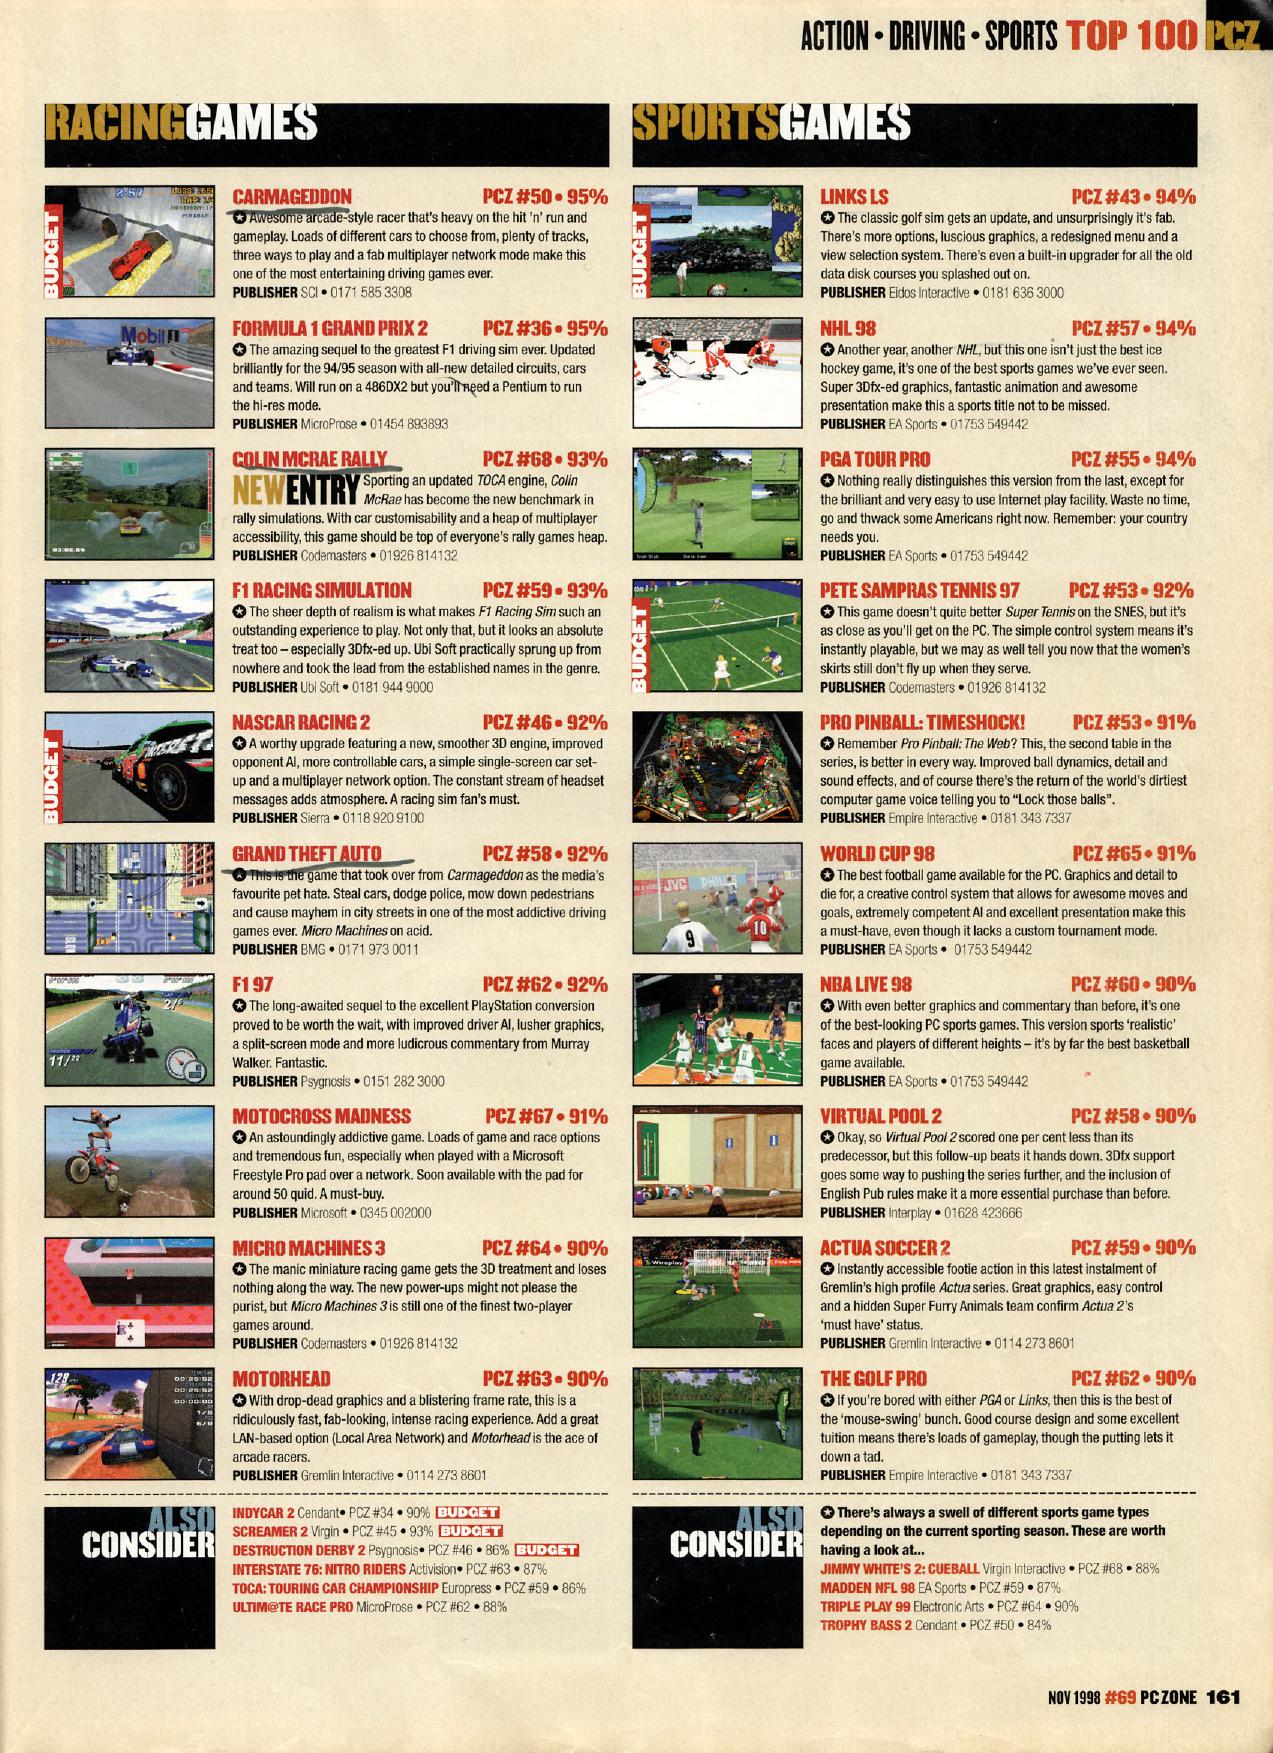 ACTION • DRIVING • SPORTS TOP 100 PCZ
RACINGGAMES
BUDGET
CARMAGEDDON PCZ #50 • 95%
Awesome arcade-style racer that's heavy on the hit 'n' run and
gameplay. Loads of different cars to choose from, plenty of tracks,
three ways to play and a fab multiplayer network mode make this
one of the most entertaining driving games ever.
PUBLISHER SCI • 0171 585 3308
Mobil 1
FORMULA 1 GRAND PRIX 2 PCZ #36 • 95%
The amazing sequel to the greatest F1 driving sim ever. Updated
brilliantly for the 94/95 season with all-new detailed circuits, cars
and teams. Will run on a 486DX2 but you'll need a Pentium to run
the hi-res mode.
PUBLISHER MicroProse • 01454 893893
COLIN MCRAE RALLY PCZ #68 • 93%
NEWENTRY Sporting an updated TOCA engine, Colin
McRae has become the new benchmark in
rally simulations. With car customisability and a heap of multiplayer
accessibility, this game should be top of everyone's rally games heap.
PUBLISHER Codemasters • 01926 814132
F1 RACING SIMULATION PCZ #59 • 93%
The sheer depth of realism is what makes F1 Racing Sim such an
outstanding experience to play. Not only that, but it looks an absolute
treat too – especially 3Dfx-ed up. Ubi Soft practically sprung up from
nowhere and took the lead from the established names in the genre.
PUBLISHER Ubi Soft • 0181 944 9000
BUDGET
NASCAR RACING 2 PCZ #46 • 92%
A worthy upgrade featuring a new, smoother 3D engine, improved
opponent AI, more controllable cars, a simple single-screen car set-
up and a multiplayer network option. The constant stream of headset
messages adds atmosphere. A racing sim fan's must.
PUBLISHER Sierra • 0118 920 9100
GRAND THEFT AUTO PCZ #58 • 92%
This is the game that took over from Carmageddon as the media's
favourite pet hate. Steal cars, dodge police, mow down pedestrians
and cause mayhem in city streets in one of the most addictive driving
games ever. Micro Machines on acid.
PUBLISHER BMG • 0171 973 0011
11/22
F1 97 PCZ #62 • 92%
The long-awaited sequel to the excellent PlayStation conversion
proved to be worth the wait, with improved driver AI, lusher graphics,
a split-screen mode and more ludicrous commentary from Murray
Walker. Fantastic.
PUBLISHER Psygnosis • 0151 282 3000
MOTOCROSS MADNESS PCZ #67 • 91%
An astoundingly addictive game. Loads of game and race options
and tremendous fun, especially when played with a Microsoft
Freestyle Pro pad over a network. Soon available with the pad for
around 50 quid. A must-buy.
PUBLISHER Microsoft • 0345 002000
MICRO MACHINES 3 PCZ #64 • 90%
The manic miniature racing game gets the 3D treatment and loses
nothing along the way. The new power-ups might not please the
purist, but Micro Machines 3 is still one of the finest two-player
games around.
PUBLISHER Codemasters • 01926 814132
129
MOTORHEAD PCZ #63 • 90%
With drop-dead graphics and a blistering frame rate, this is a
ridiculously fast, fab-looking, intense racing experience. Add a great
LAN-based option (Local Area Network) and Motorhead is the ace of
arcade racers.
PUBLISHER Gremlin Interactive • 0114 273 8601
ALSO
CONSIDER
INDYCAR 2 Cendant • PCZ #34 • 90% BUDGET
SCREAMER 2 Virgin • PCZ #45 • 93% BUDGET
DESTRUCTION DERBY 2 Psygnosis • PCZ #46 • 86% BUDGET
INTERSTATE 76: NITRO RIDERS Activision • PCZ #63 • 87%
TOCA: TOURING CAR CHAMPIONSHIP Europress • PCZ #59 • 86%
ULTIM@TE RACE PRO MicroProse • PCZ #62 • 88%
SPORTSGAMES
BUDGET
LINKS LS PCZ #43 • 94%
The classic golf sim gets an update, and unsurprisingly it's fab.
There's more options, luscious graphics, a redesigned menu and a
view selection system. There's even a built-in upgrader for all the old
data disk courses you splashed out on.
PUBLISHER Eidos Interactive • 0181 636 3000
NHL 98 PCZ #57 • 94%
Another year, another NHL, but this one isn't just the best ice
hockey game, it's one of the best sports games we've ever seen.
Super 3Dfx-ed graphics, fantastic animation and awesome
presentation make this a sports title not to be missed.
PUBLISHER EA Sports • 01753 549442
PGA TOUR PRO PCZ #55 • 94%
Nothing really distinguishes this version from the last, except for
the brilliant and very easy to use Internet play facility. Waste no time,
go and thwack some Americans right now. Remember: your country
needs you.
PUBLISHER EA Sports • 01753 549442
BUDGET
PETE SAMPRAS TENNIS 97 PCZ #53 • 92%
This game doesn't quite better Super Tennis on the SNES, but it's
as close as you'll get on the PC. The simple control system means it's
instantly playable, but we may as well tell you now that the women's
skirts still don't fly up when they serve.
PUBLISHER Codemasters • 01926 814132
PRO PINBALL: TIMESHOCK! PCZ #53 • 91%
Remember Pro Pinball: The Web? This, the second table in the
series, is better in every way. Improved ball dynamics, detail and
sound effects, and of course there's the return of the world's dirtiest
computer game voice telling you to “Lock those balls”.
PUBLISHER Empire Interactive • 0181 343 7337
JVC PHILIPS
9 10
WORLD CUP 98 PCZ #65 • 91%
The best football game available for the PC. Graphics and detail to
die for, a creative control system that allows for awesome moves and
goals, extremely competent AI and excellent presentation make this
a must-have, even though it lacks a custom tournament mode.
PUBLISHER EA Sports • 01753 549442
NBA LIVE 98 PCZ #60 • 90%
With even better graphics and commentary than before, it's one
of the best-looking PC sports games. This version sports 'realistic'
faces and players of different heights – it's by far the best basketball
game available.
PUBLISHER EA Sports • 01753 549442
VIRTUAL POOL 2 PCZ #58 • 90%
Okay, so Virtual Pool 2 scored one per cent less than its
predecessor, but this follow-up beats it hands down. 3Dfx support
goes some way to pushing the series further, and the inclusion of
English Pub rules make it a more essential purchase than before.
PUBLISHER Interplay • 01628 423666
ACTUA SOCCER 2 PCZ #59 • 90%
Instantly accessible footie action in this latest instalment of
Gremlin's high profile Actua series. Great graphics, easy control
and a hidden Super Furry Animals team confirm Actua 2's
'must have' status.
PUBLISHER Gremlin Interactive • 0114 273 8601
THE GOLF PRO PCZ #62 • 90%
If you're bored with either PGA or Links, then this is the best of
the 'mouse-swing' bunch. Good course design and some excellent
tuition means there's loads of gameplay, though the putting lets it
down a tad.
PUBLISHER Empire Interactive • 0181 343 7337
ALSO
CONSIDER
There's always a swell of different sports game types
depending on the current sporting season. These are worth
having a look at...
JIMMY WHITE'S 2: CUEBALL Virgin Interactive • PCZ #68 • 88%
MADDEN NFL 98 EA Sports • PCZ #59 • 87%
TRIPLE PLAY 99 Electronic Arts • PCZ #64 • 90%
TROPHY BASS 2 Cendant • PCZ #50 • 84%
NOV 1998 #69 PC ZONE 161